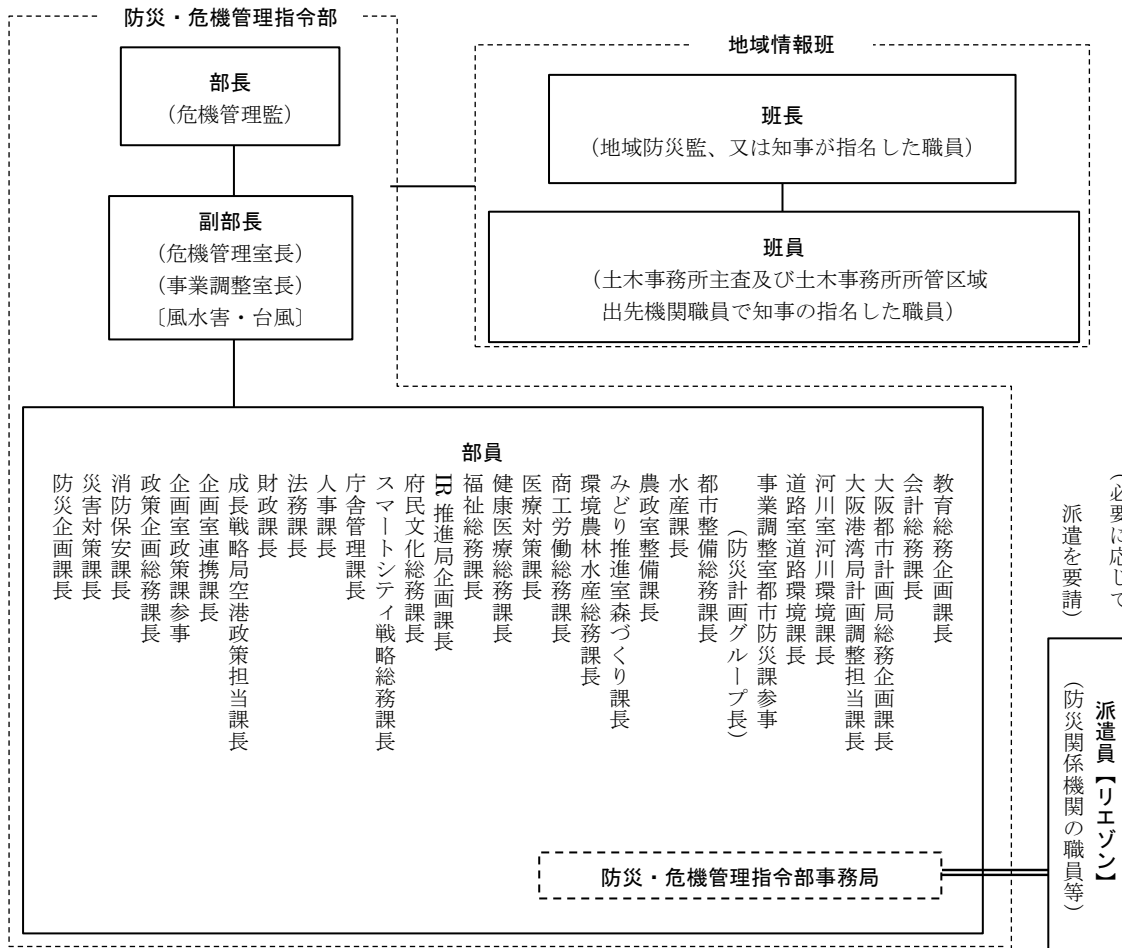 防災・危機管理指令部
部長
（危機管理監）
副部長
（危機管理室長）
（事業調整室長）
〔風水害・台風〕
地域情報班
班長
（地域防災監、又は知事が指名した職員）
班員
（土木事務所主査及び土木事務所所管区域
出先機関職員で知事の指名した職員）
部員
防災企画課長
災害対策課長
消防保安課長
政策企画総務課長
企画室政策課参事
企画室連携課長
成長戦略局空港政策担当課長
財政課長
法務課長
人事課長
庁舎管理課長
スマートシティ戦略総務課長
府民文化総務課長
IR推進局企画課長
福祉総務課長
健康医療総務課長
医療対策課長
商工労働総務課長
環境農林水産総務課長
みどり推進室森づくり課長
農政室整備課長
水産課長
都市整備総務課長
事業調整室都市防災課参事
（防災計画グループ長）
道路室道路環境課長
河川室河川環境課長
大阪港湾局計画調整担当課長
大阪都市計画局総務企画課長
会計総務課長
教育総務企画課長
防災・危機管理指令部事務局
（必要に応じて
派遣を要請）
派遣員【リエゾン】
（防災関係機関の職員等）